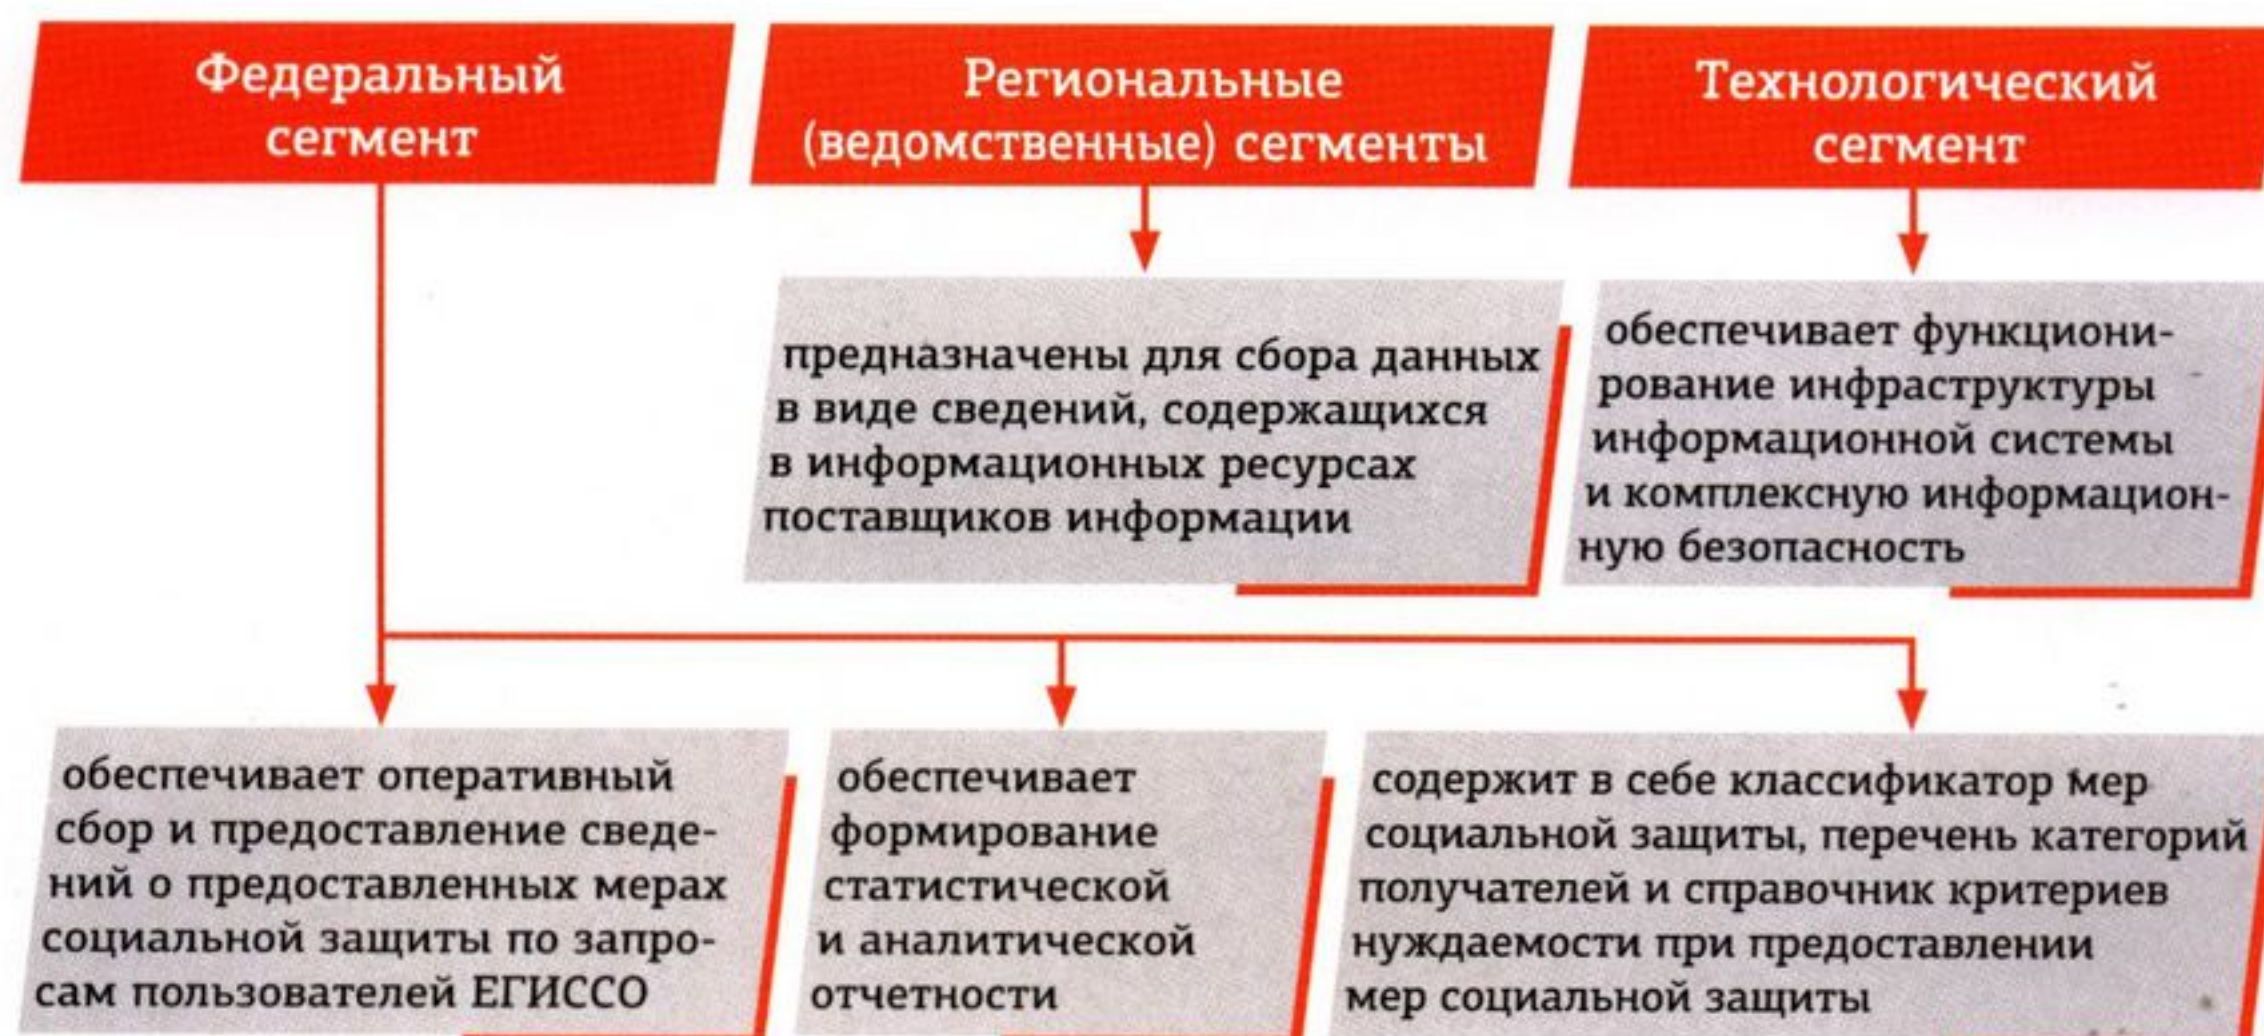 Федеральный
сегмент
Региональные
(ведомственные) сегменты
Технологический
сегмент
предназначены для сбора данных
в виде сведений, содержащихся
в информационных ресурсах
поставщиков информации
обеспечивает функциони-
рование инфраструктуры
информационной системы
и комплексную информацион-
ную безопасность
обеспечивает оперативный
сбор и предоставление сведе-
ний о предоставленных мерах
социальной защиты по запро-
сам пользователей ЕГИССО
обеспечивает
формирование
статистической
и аналитической
отчетности
содержит в себе классификатор мер
социальной защиты, перечень категорий
получателей и справочник критериев
нуждаемости при предоставлении
мер социальной защиты